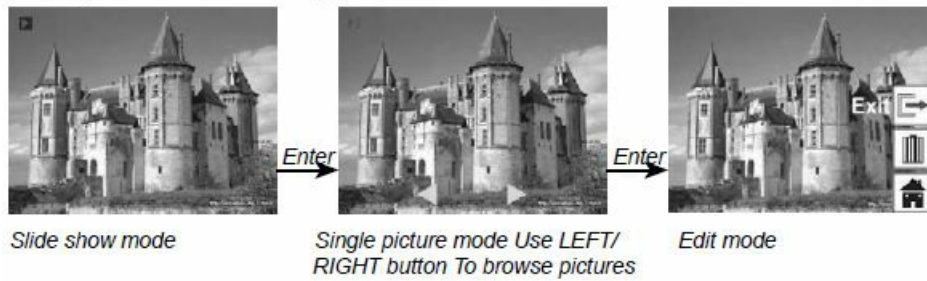 Enter
Enter
Exit
Slide show mode
Single picture mode Use LEFT/
RIGHT button To browse pictures
Edit mode